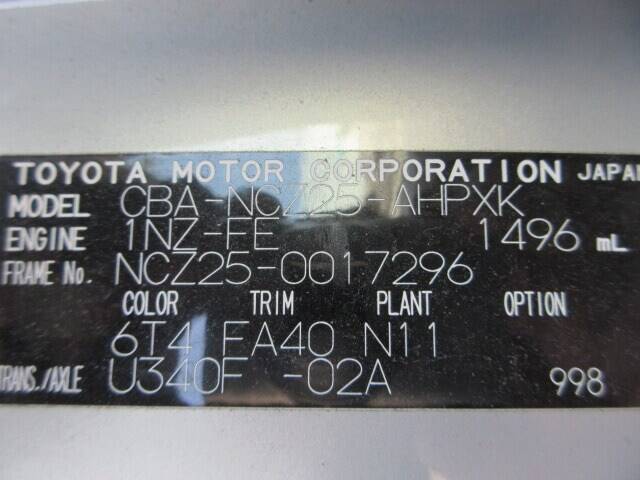 TOYOTA MOTOR CORPORATION JAPAN
MODEL CBA-NCZ25-AHPXK
ENGINE 1NZ-FE 1496 mL
FRAME No. NCZ25-0017296
COLOR TRIM PLANT OPTION
6T4 FA40 N11
TRANS./AXLE U340F -02A 998